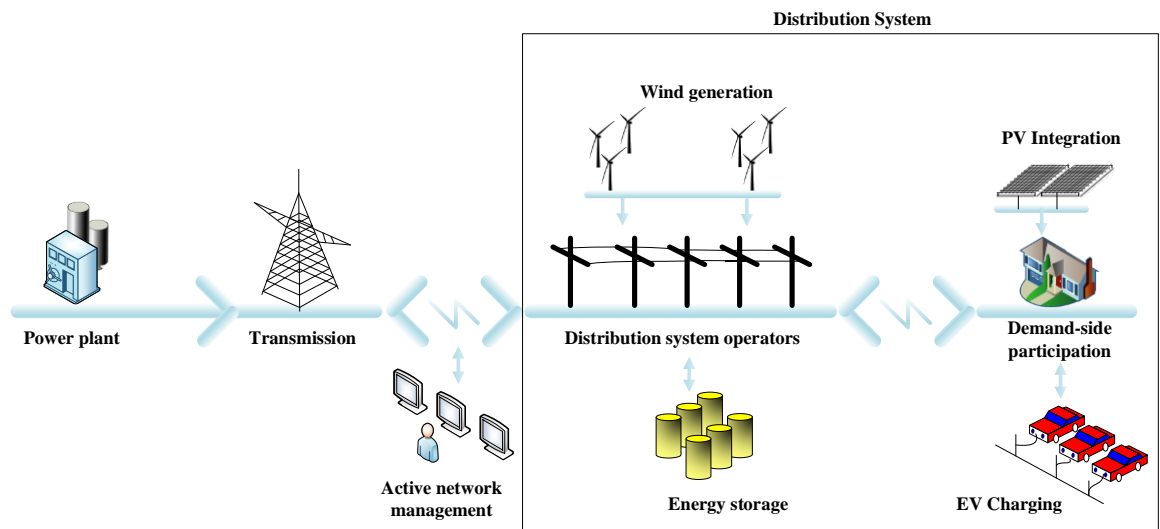 Distribution System
Wind generation
PV Integration
Power plant
Transmission
Distribution system operators
Demand-side
participation
Active network
management
Energy storage
EV Charging